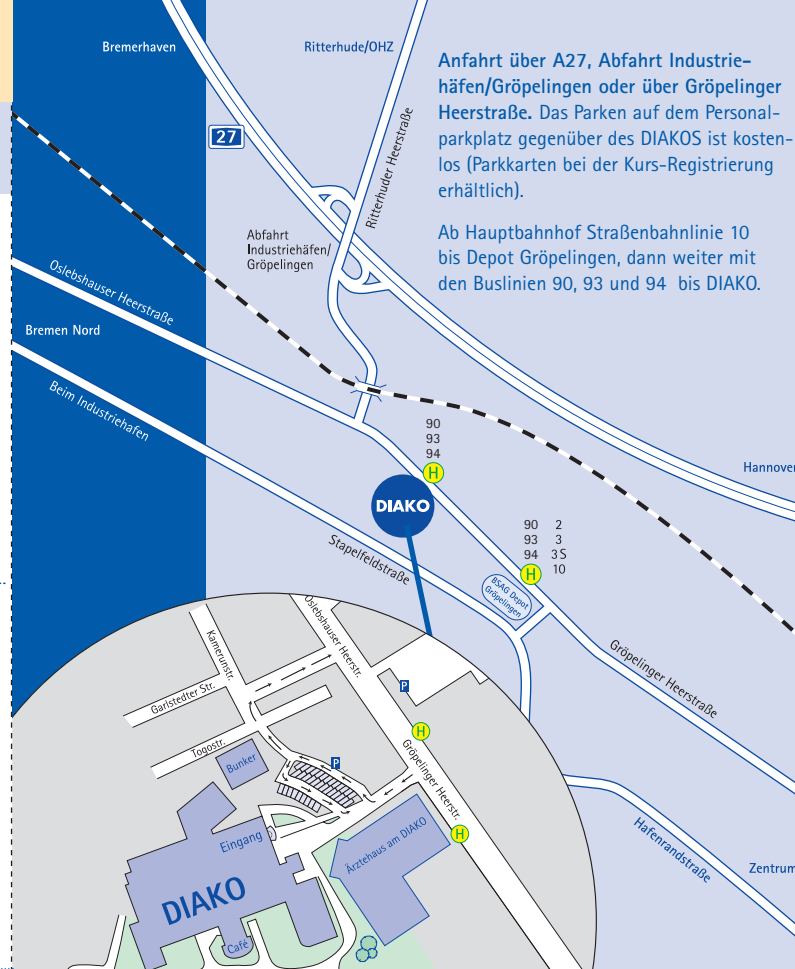 Bremerhaven
Ritterhude/OHZ
Anfahrt über A27, Abfahrt Industrie-
häfen/Gröpelingen oder über Gröpelinger
Heerstraße. Das Parken auf dem Personal-
parkplatz gegenüber des DIAKOS ist kosten-
los (Parkkarten bei der Kurs-Registrierung
erhältlich).
Ab Hauptbahnhof Straßenbahnlinie 10
bis Depot Gröpelingen, dann weiter mit
den Buslinien 90, 93 und 94 bis DIAKO.
27
Ritterhuder Heerstraße
Abfahrt
Industriehäfen/
Gröpelingen
Oslebshauser Heerstraße
Bremen Nord
Beim Industriehafen
90
93
94
H
DIAKO
Hannover
90 2
93 3
94 3S
10
H
BSAG Depot
Gröpelingen
Stapelfeldstraße
Gröpelinger Heerstraße
Hafenrandstraße
Zentrum
Oslebshauser Heerstr.
Kamerunstr.
Garlstedter Str.
Togostr.
P
H
Gröpelinger Heerstr.
P
Bunker
H
Eingang
Ärztehaus am DIAKO
DIAKO
Café